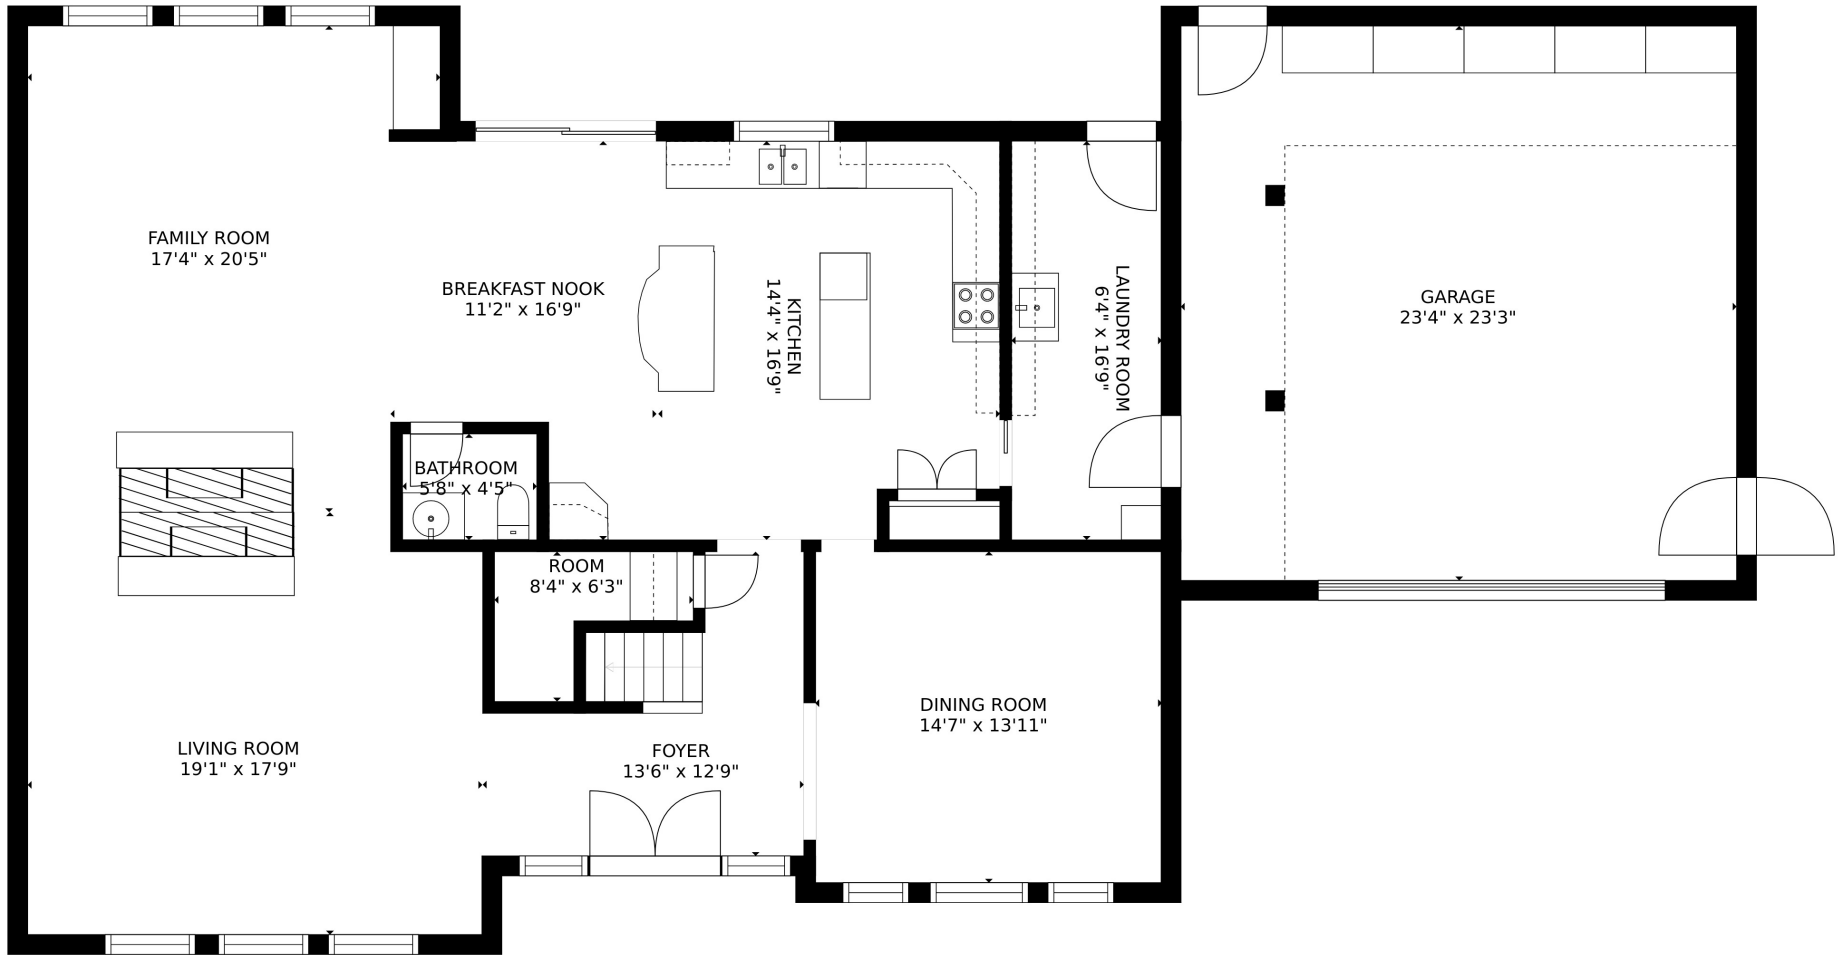 FAMILY ROOM
17'4" x 20'5"
BREAKFAST NOOK
11'2" x 16'9"
KITCHEN
14'4" x 16'9"
LAUNDRY ROOM
6'4" x 16'9"
GARAGE
23'4" x 23'3"
BATHROOM
5'8" x 4'5"
ROOM
8'4" x 6'3"
LIVING ROOM
19'1" x 17'9"
FOYER
13'6" x 12'9"
DINING ROOM
14'7" x 13'11"